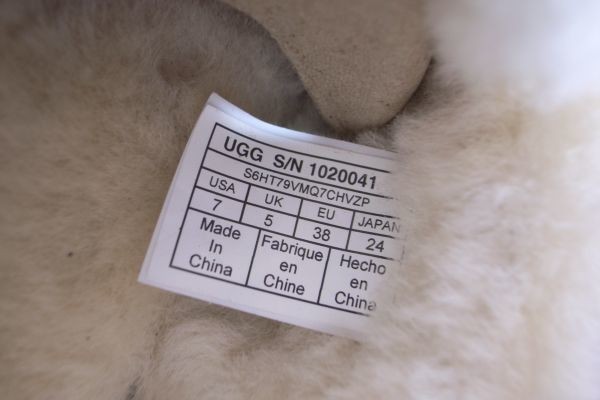 UGG S/N 1020041
S6HT79VMQ7CHVZP
USA UK EU JAPAN
7 5 38 24
Made In China
Fabrique en Chine
Hecho en China